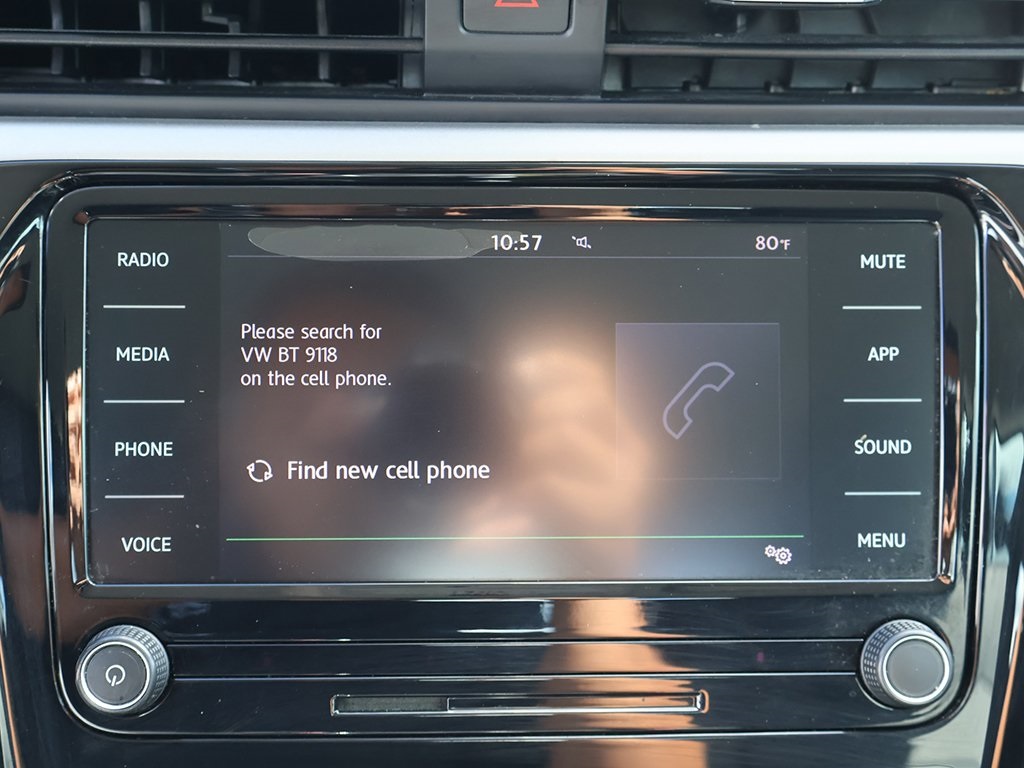 10:57
80°F
RADIO
MEDIA
PHONE
VOICE
Please search for
VW BT 9118
on the cell phone.
Find new cell phone
MUTE
APP
SOUND
MENU